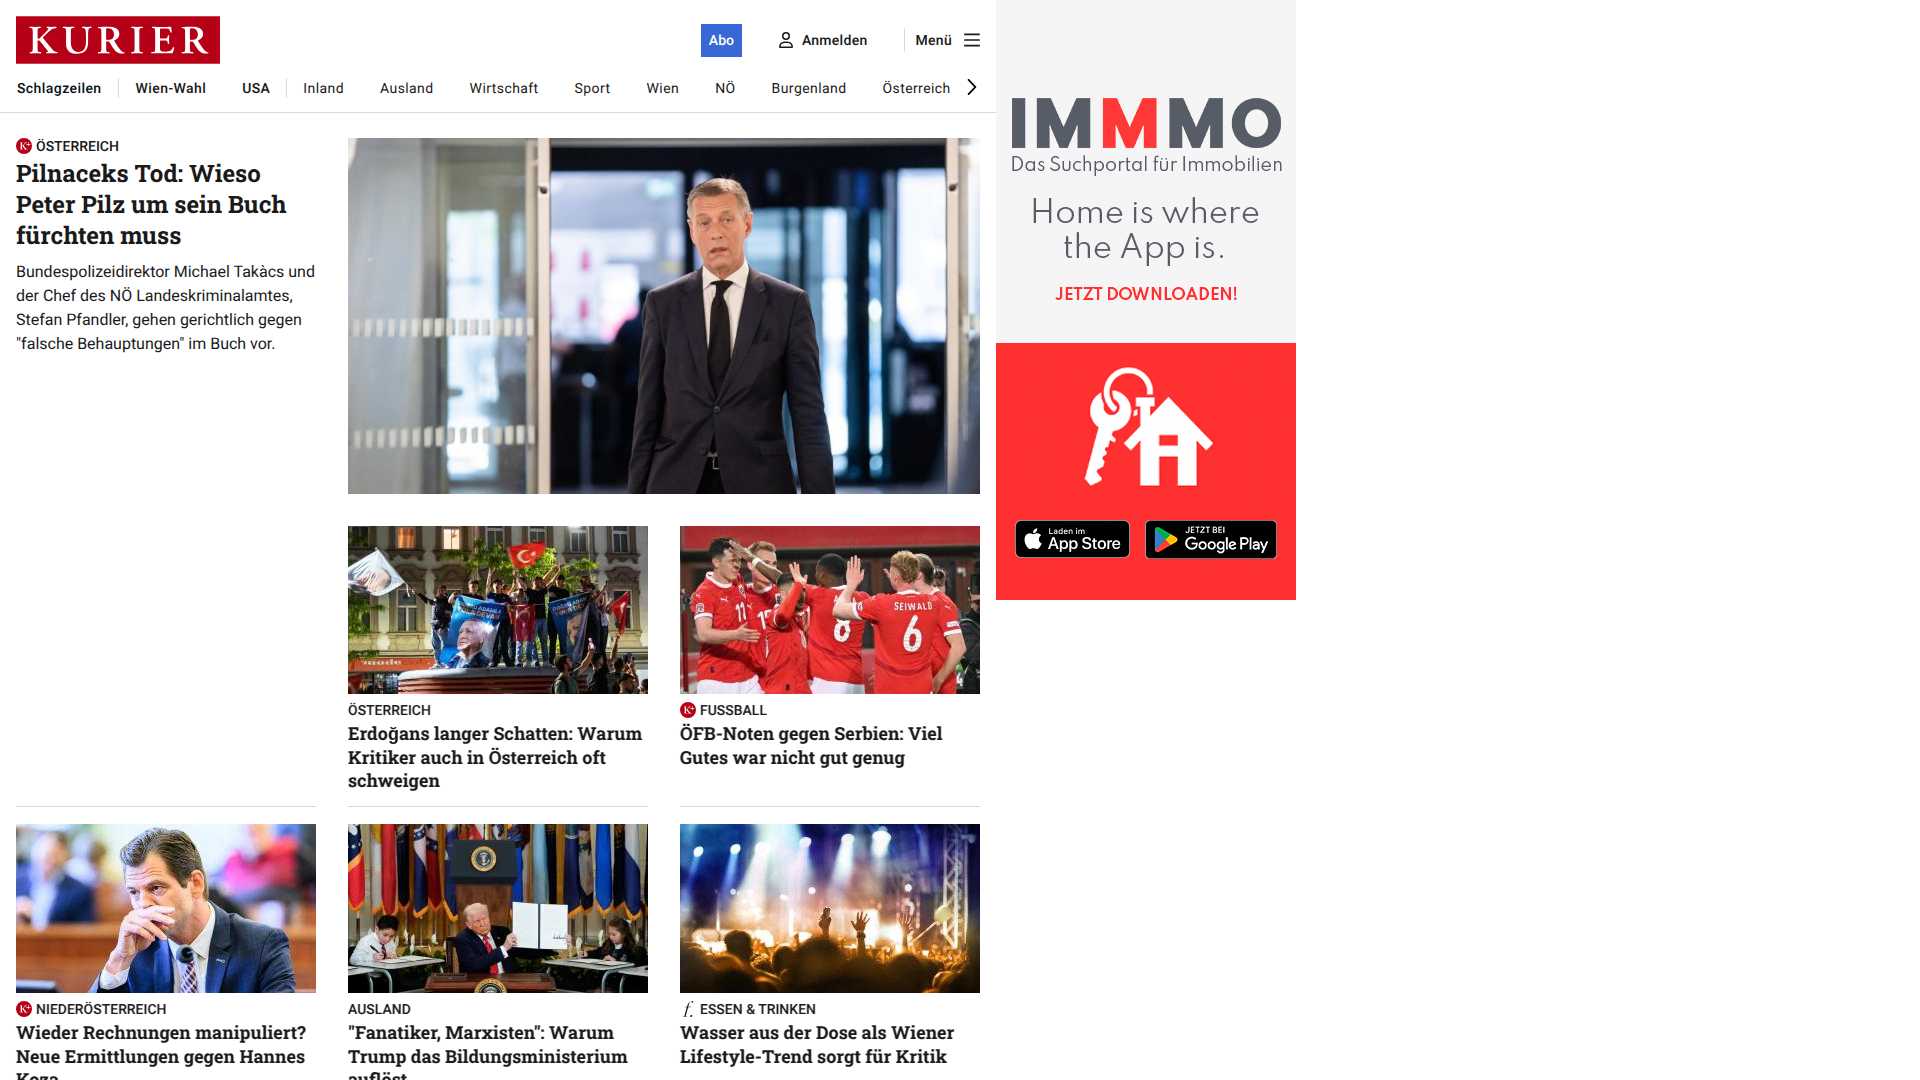 KURIER
Abo
Anmelden
Menü
Schlagzeilen
Wien-Wahl
USA
Inland
Ausland
Wirtschaft
Sport
Wien
NÖ
Burgenland
Österreich
ÖSTERREICH
Pilnaceks Tod: Wieso
Peter Pilz um sein Buch
fürchten muss
Bundespolizeidirektor Michael Takàcs und
der Chef des NÖ Landeskriminalamtes,
Stefan Pfandler, gehen gerichtlich gegen
"falsche Behauptungen" im Buch vor.
SEIWALD
6
8
ÖSTERREICH
Erdoğans langer Schatten: Warum
Kritiker auch in Österreich oft
schweigen
K+ FUSSBALL
ÖFB-Noten gegen Serbien: Viel
Gutes war nicht gut genug
K+ NIEDERÖSTERREICH
Wieder Rechnungen manipuliert?
Neue Ermittlungen gegen Hannes
Koza
AUSLAND
"Fanatiker, Marxisten": Warum
Trump das Bildungsministerium
auflöst
f. ESSEN & TRINKEN
Wasser aus der Dose als Wiener
Lifestyle-Trend sorgt für Kritik
IMMMO
Das Suchportal für Immobilien
Home is where
the App is.
JETZT DOWNLOADEN!
Laden im
App Store
JETZT BEI
Google Play